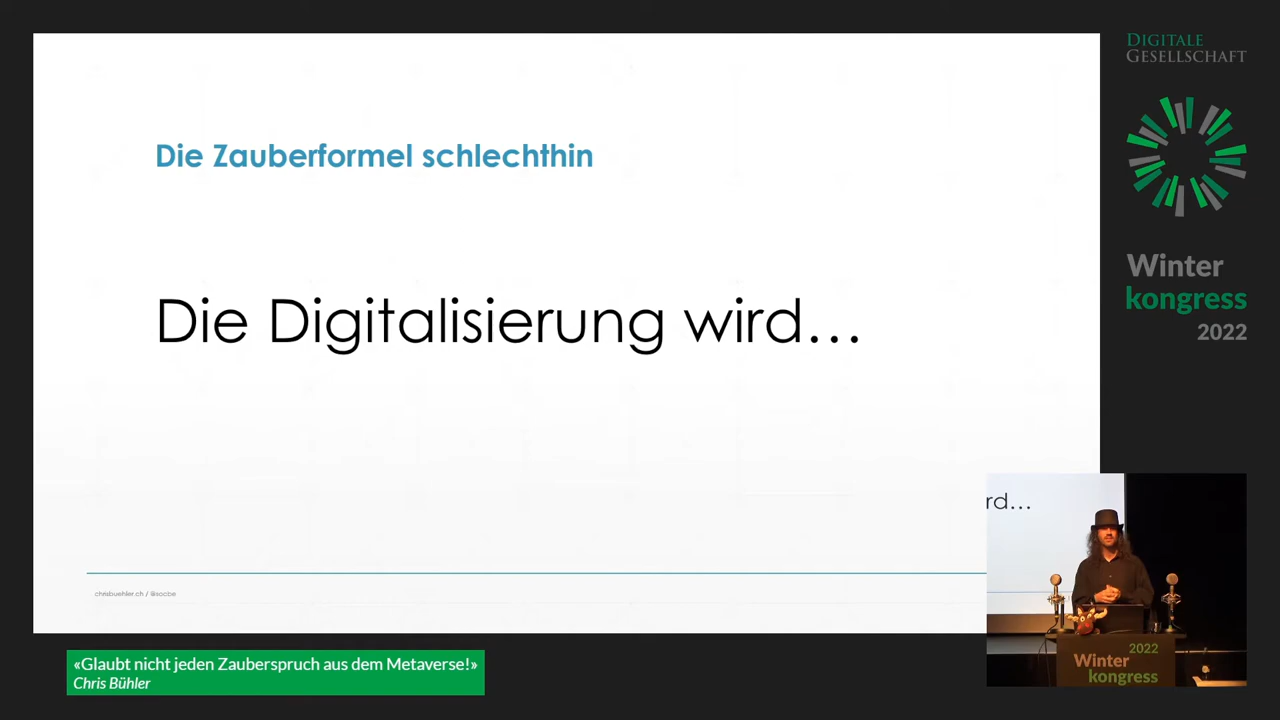 Die Zauberformel schlechthin
Die Digitalisierung wird...
chrisbuehler.ch / @socbe
«Glaubt nicht jeden Zauberspruch aus dem Metaverse!»
Chris Bühler
DIGITALE
GESELLSCHAFT
Winter
kongress
2022
rd...
2022
Winter
kongress